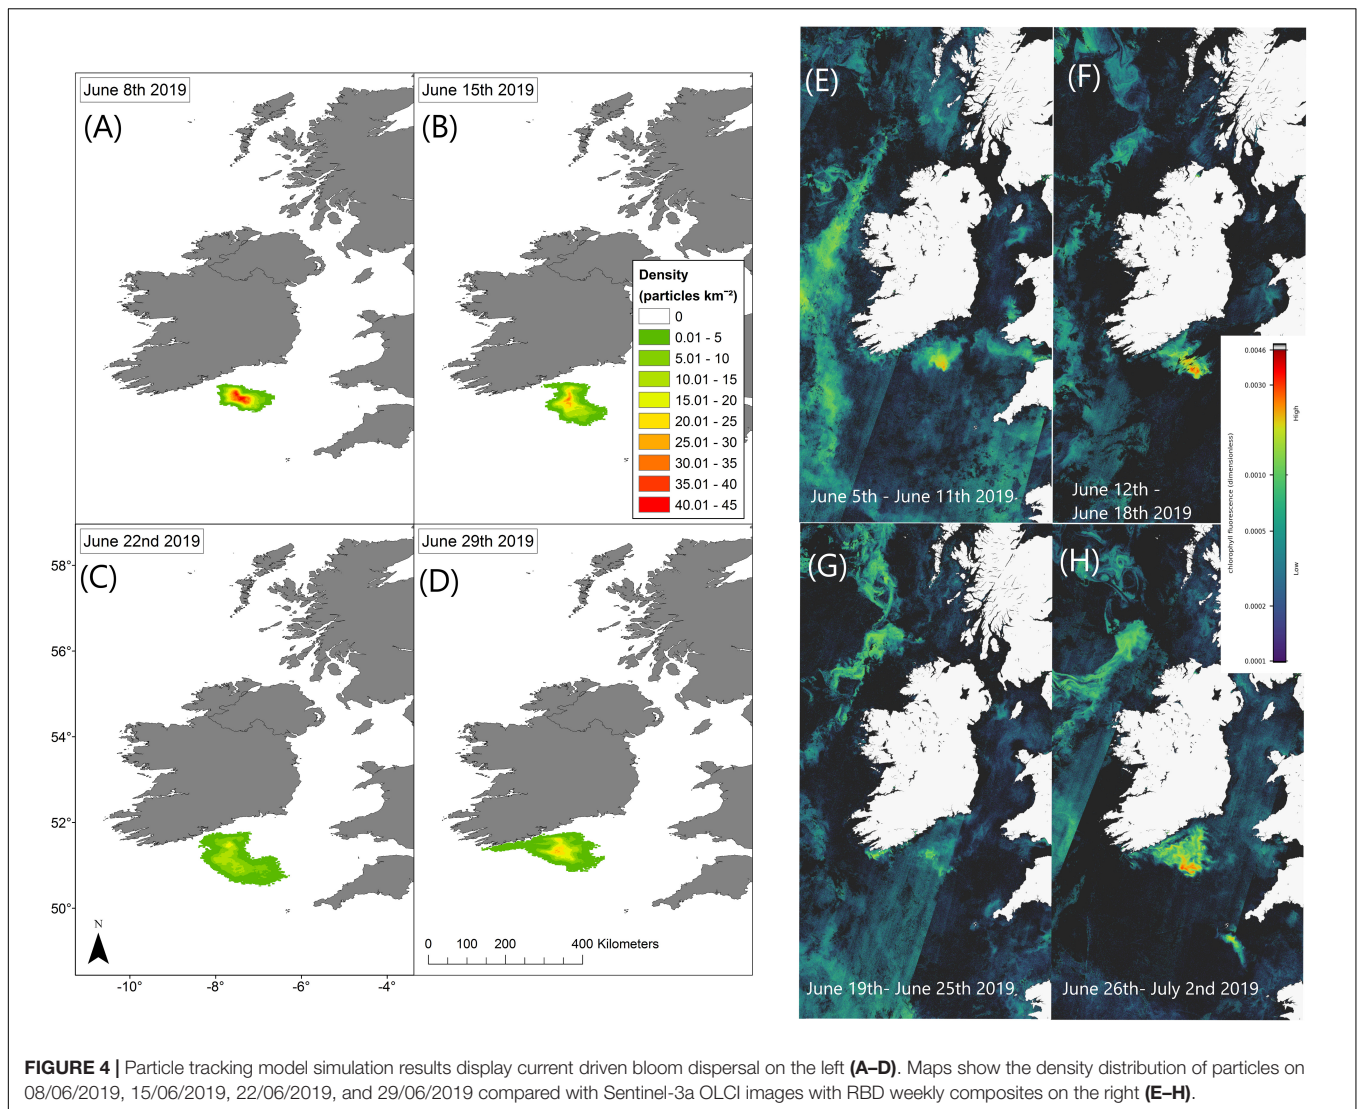 June 8th 2019
(A)
June 15th 2019
(B)
Density
(particles km⁻²)
0
0.01 - 5
5.01 - 10
10.01 - 15
15.01 - 20
20.01 - 25
25.01 - 30
30.01 - 35
35.01 - 40
40.01 - 45
June 22nd 2019
(C)
June 29th 2019
(D)
58°
56°
54°
52°
50°
N
-10°
-8°
-6°
-4°
0 100 200 400 Kilometers
(E)
June 5th - June 11th 2019
(F)
June 12th -
June 18th 2019
0.0046
0.0030
0.0010
0.0005
0.0002
0.0001
chlorophyll fluorescence (dimensionless)
High
Low
(G)
June 19th- June 25th 2019
(H)
June 26th- July 2nd 2019
FIGURE 4 | Particle tracking model simulation results display current driven bloom dispersal on the left (A–D). Maps show the density distribution of particles on
08/06/2019, 15/06/2019, 22/06/2019, and 29/06/2019 compared with Sentinel-3a OLCI images with RBD weekly composites on the right (E–H).